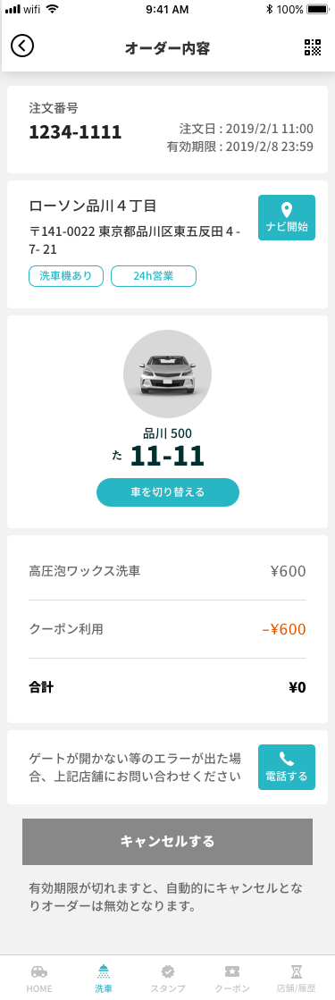 wifi 9:41 AM 100%
オーダー内容
注文番号
1234-1111
注文日 : 2019/2/1 11:00
有効期限 : 2019/2/8 23:59
ローソン品川４丁目
〒141-0022 東京都品川区東五反田４-
7- 21
ナビ開始
洗車機あり 24h営業
品川 500
た 11-11
車を切り替える
高圧泡ワックス洗車 ¥600
クーポン利用 −¥600
合計 ¥0
ゲートが開かない等のエラーが出た場
合、上記店舗にお問い合わせください
電話する
キャンセルする
有効期限が切れますと、自動的にキャンセルとな
りオーダーは無効となります。
HOME 洗車 スタンプ クーポン 店舗/履歴